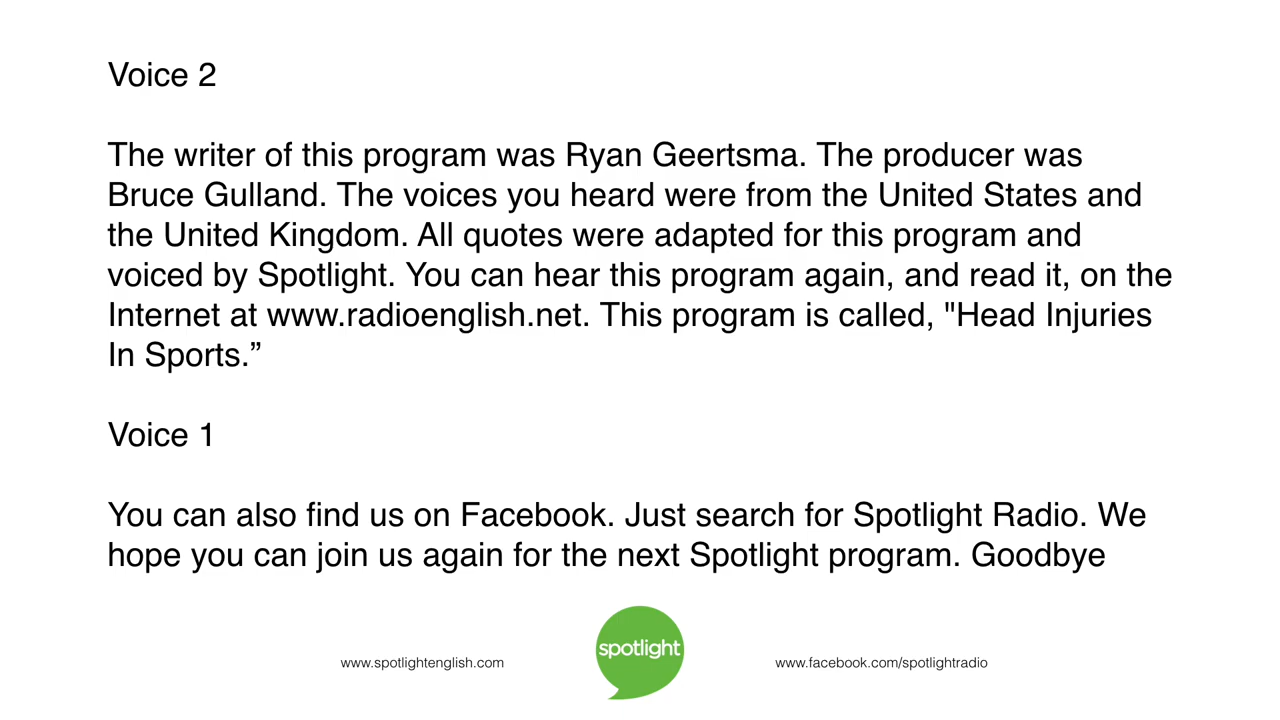 Voice 2
The writer of this program was Ryan Geertsma. The producer was
Bruce Gulland. The voices you heard were from the United States and
the United Kingdom. All quotes were adapted for this program and
voiced by Spotlight. You can hear this program again, and read it, on the
Internet at www.radioenglish.net. This program is called, "Head Injuries
In Sports.”
Voice 1
You can also find us on Facebook. Just search for Spotlight Radio. We
hope you can join us again for the next Spotlight program. Goodbye
www.spotlightenglish.com
spotlight
www.facebook.com/spotlightradio